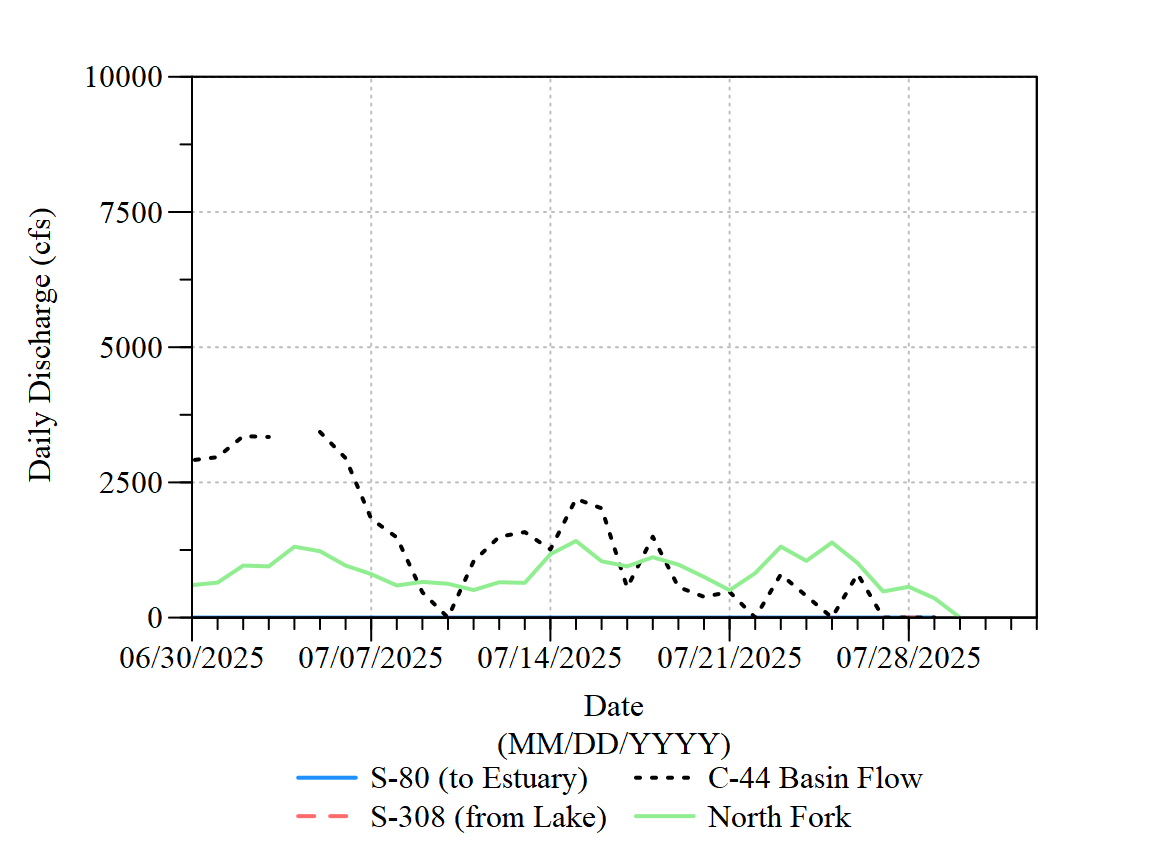 10000
7500
5000
2500
0
Daily Discharge (cfs)
06/30/2025 07/07/2025 07/14/2025 07/21/2025 07/28/2025
Date
(MM/DD/YYYY)
S-80 (to Estuary) C-44 Basin Flow
S-308 (from Lake) North Fork